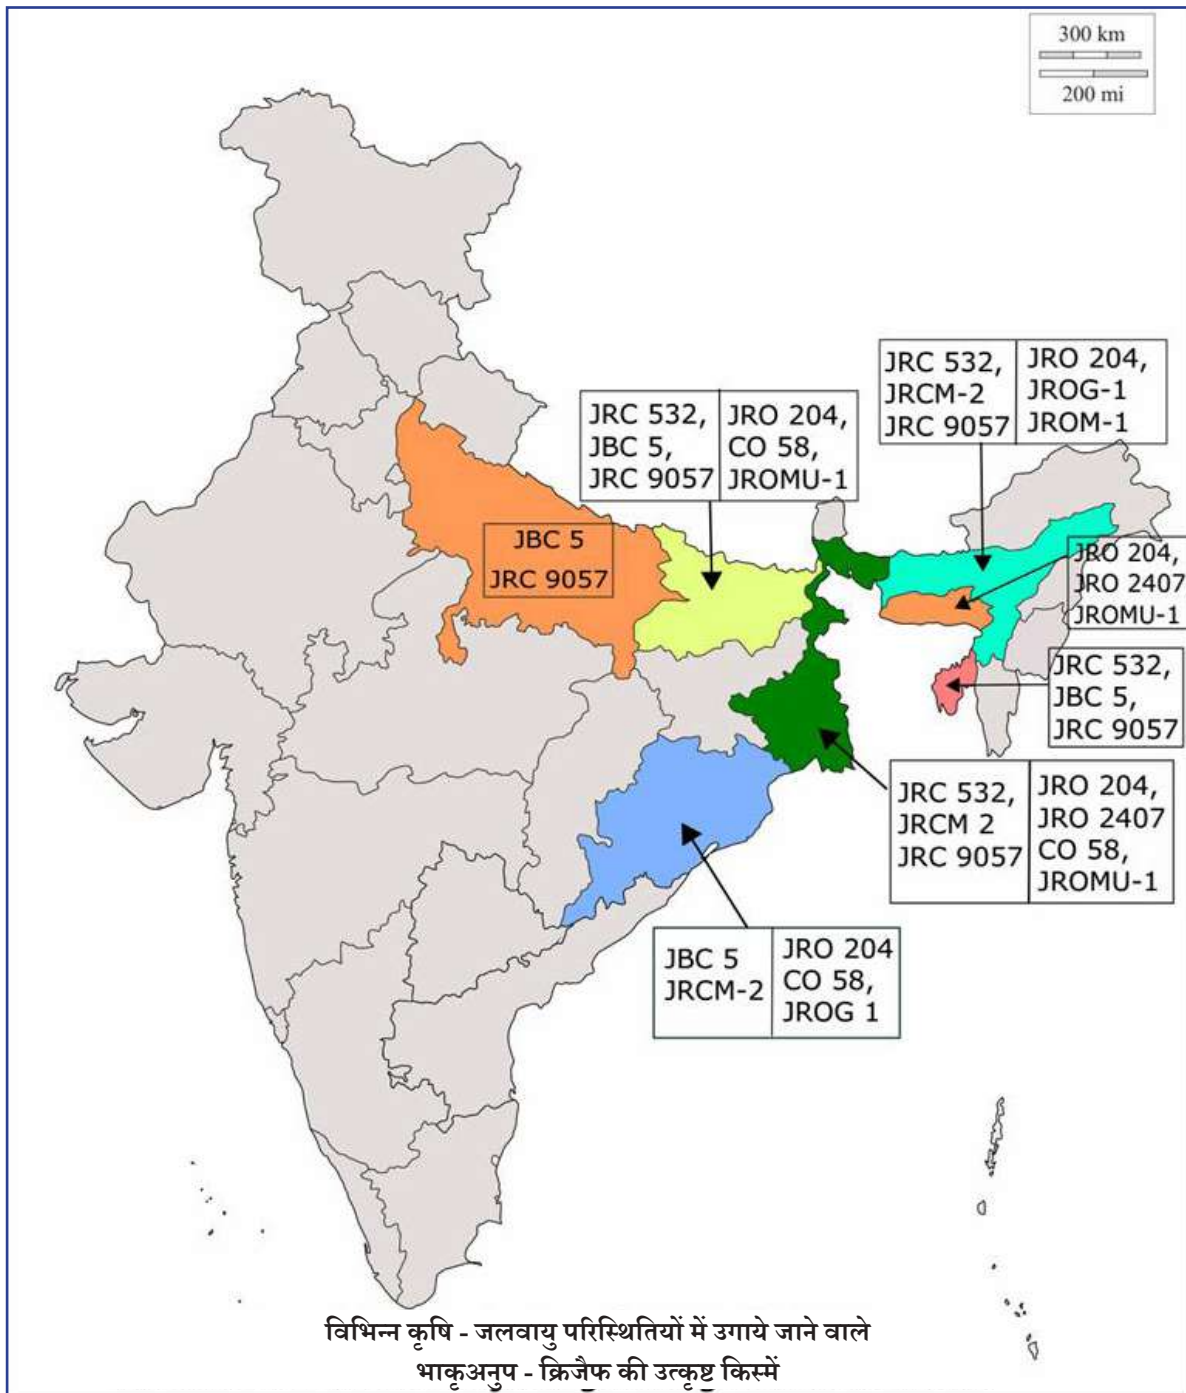 300 km
200 mi
JRC 532,
JRCM-2
JRC 9057
JRO 204,
JROG-1
JROM-1
JRC 532,
JBC 5,
JRC 9057
JRO 204,
CO 58,
JROMU-1
JBC 5
JRC 9057
JRO 204,
JRO 2407
JROMU-1
JRC 532,
JBC 5,
JRC 9057
JRC 532,
JRCM 2
JRC 9057
JRO 204,
JRO 2407
CO 58,
JROMU-1
JBC 5
JRCM-2
JRO 204
CO 58,
JROG 1
विभिन्न कृषि - जलवायु परिस्थितियों में उगाये जाने वाले
भाकृअनुप - क्रिजैफ की उत्कृष्ट किस्में